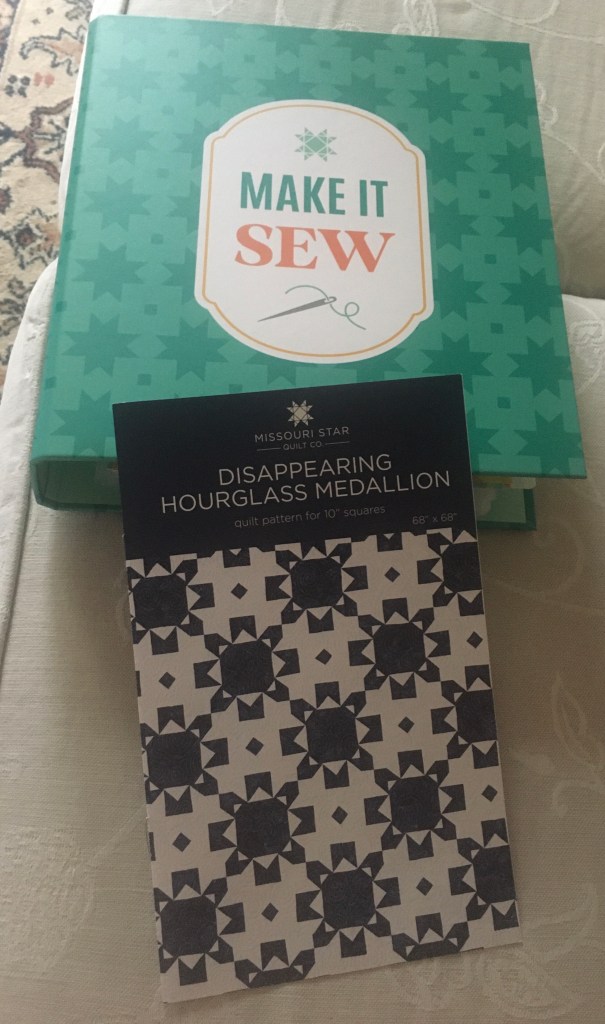 MAKE IT
SEW
MISSOURI STAR
QUILT CO.
DISAPPEARING
HOURGLASS MEDALLION
quilt pattern for 10" squares
68" x 68"